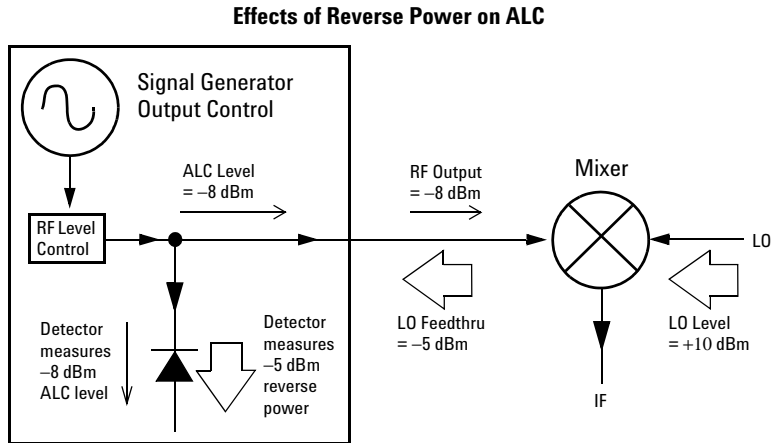 Effects of Reverse Power on ALC
Signal Generator
Output Control
ALC Level
= −8 dBm
RF Output
= −8 dBm
Mixer
RF Level
Control
LO
LO Feedthru
= −5 dBm
LO Level
= +10 dBm
Detector
measures
−8 dBm
ALC level
Detector
measures
−5 dBm
reverse
power
IF